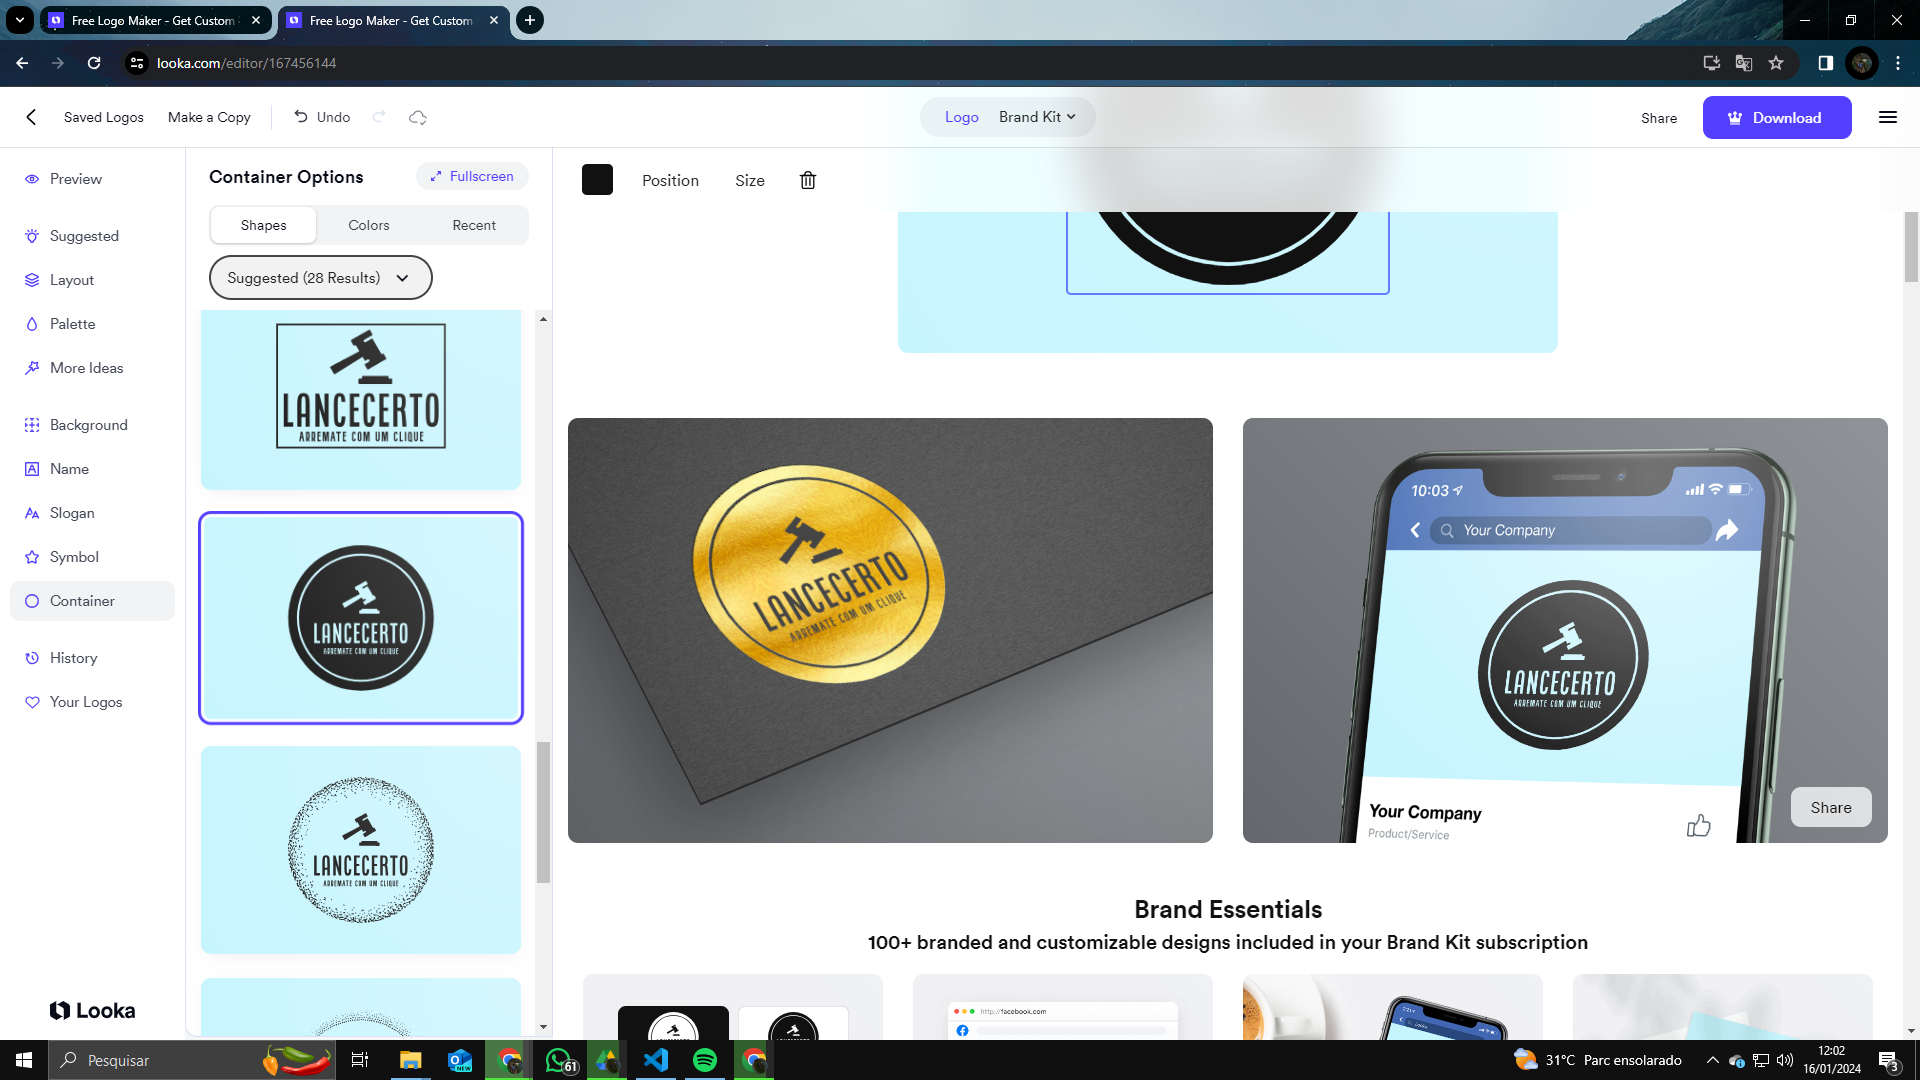 Free Logo Maker - Get Custom
Free Logo Maker - Get Custom
looka.com/editor/167456144
Saved Logos
Make a Copy
Undo
Logo
Brand Kit
Share
Download
Preview
Suggested
Layout
Palette
More Ideas
Background
Name
Slogan
Symbol
Container
History
Your Logos
Looka
Container Options
Fullscreen
Shapes
Colors
Recent
Suggested (28 Results)
LANCECERTO
ARREMATE COM UM CLIQUE
LANCECERTO
ARREMATE COM UM CLIQUE
LANCECERTO
ARREMATE COM UM CLIQUE
Position
Size
LANCECERTO
ARREMATE COM UM CLIQUE
10:03
Your Company
LANCECERTO
ARREMATE COM UM CLIQUE
Your Company
Product/Service
Share
Brand Essentials
100+ branded and customizable designs included in your Brand Kit subscription
http://facebook.com
Pesquisar
NEW
61
31°C Parc ensolarado
12:02
16/01/2024
3